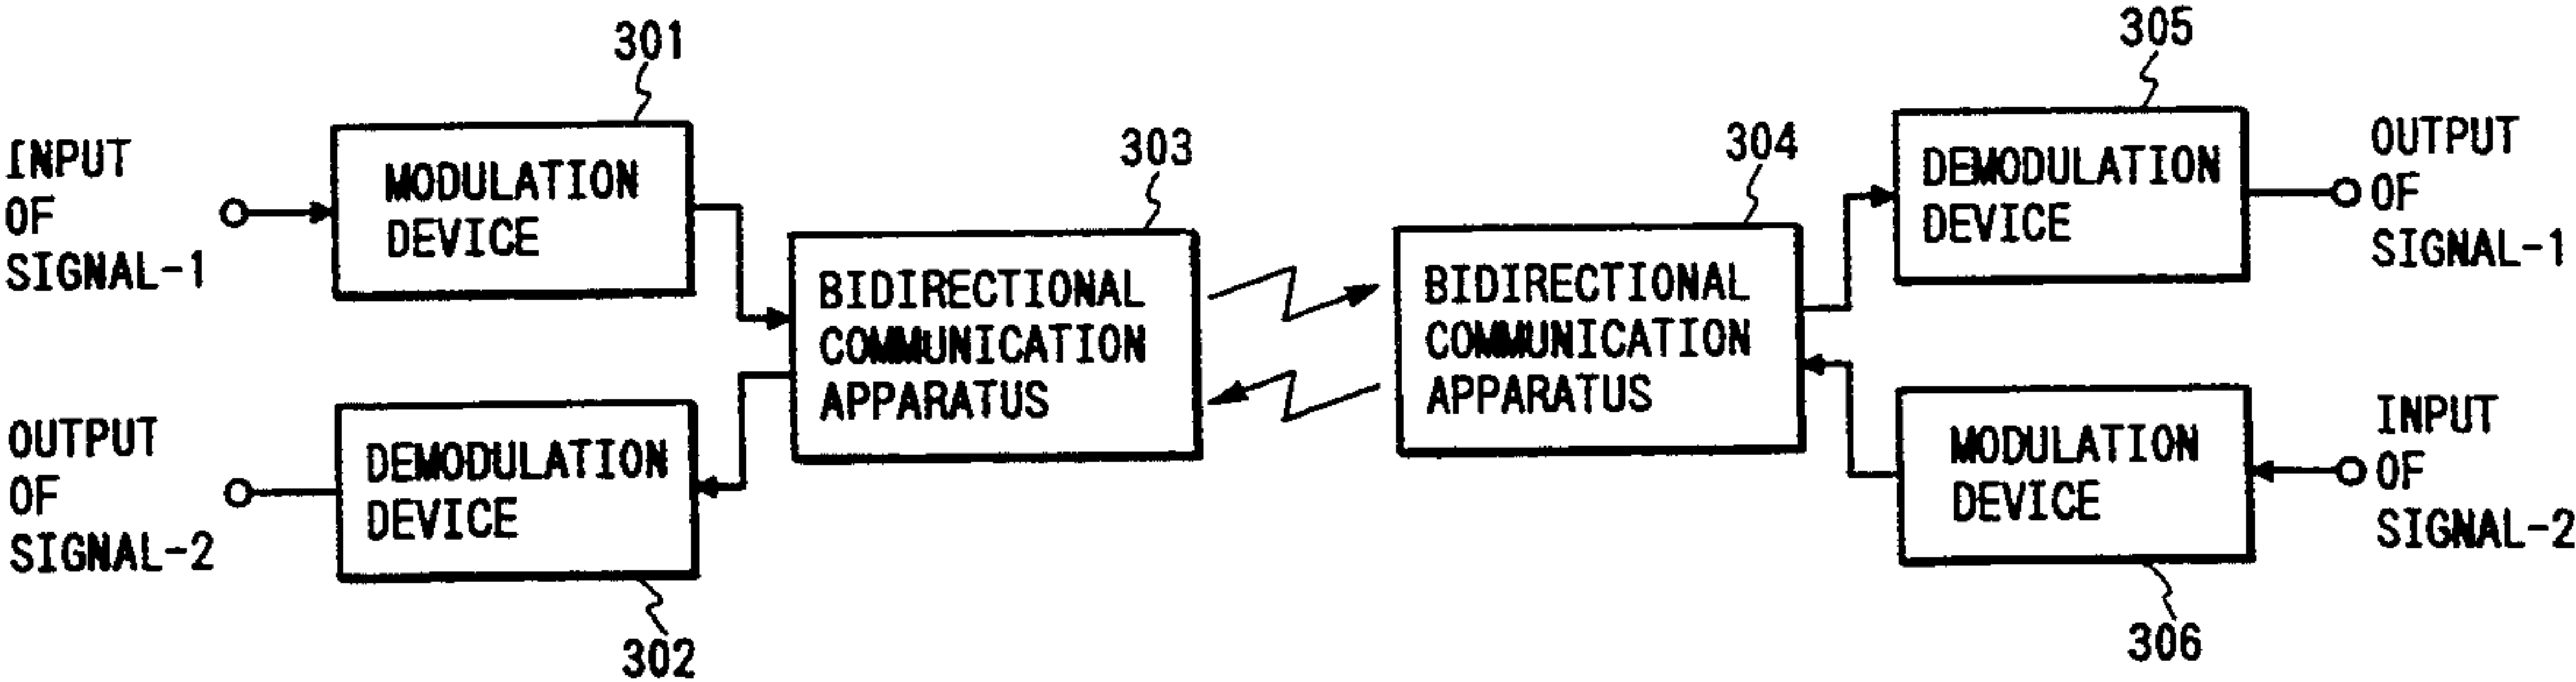 301
INPUT
OF
SIGNAL-1
MODULATION
DEVICE
303
BIDIRECTIONAL
COMMUNICATION
APPARATUS
OUTPUT
OF
SIGNAL-2
DEMODULATION
DEVICE
302
304
BIDIRECTIONAL
COMMUNICATION
APPARATUS
305
DEMODULATION
DEVICE
OUTPUT
OF
SIGNAL-1
MODULATION
DEVICE
INPUT
OF
SIGNAL-2
306